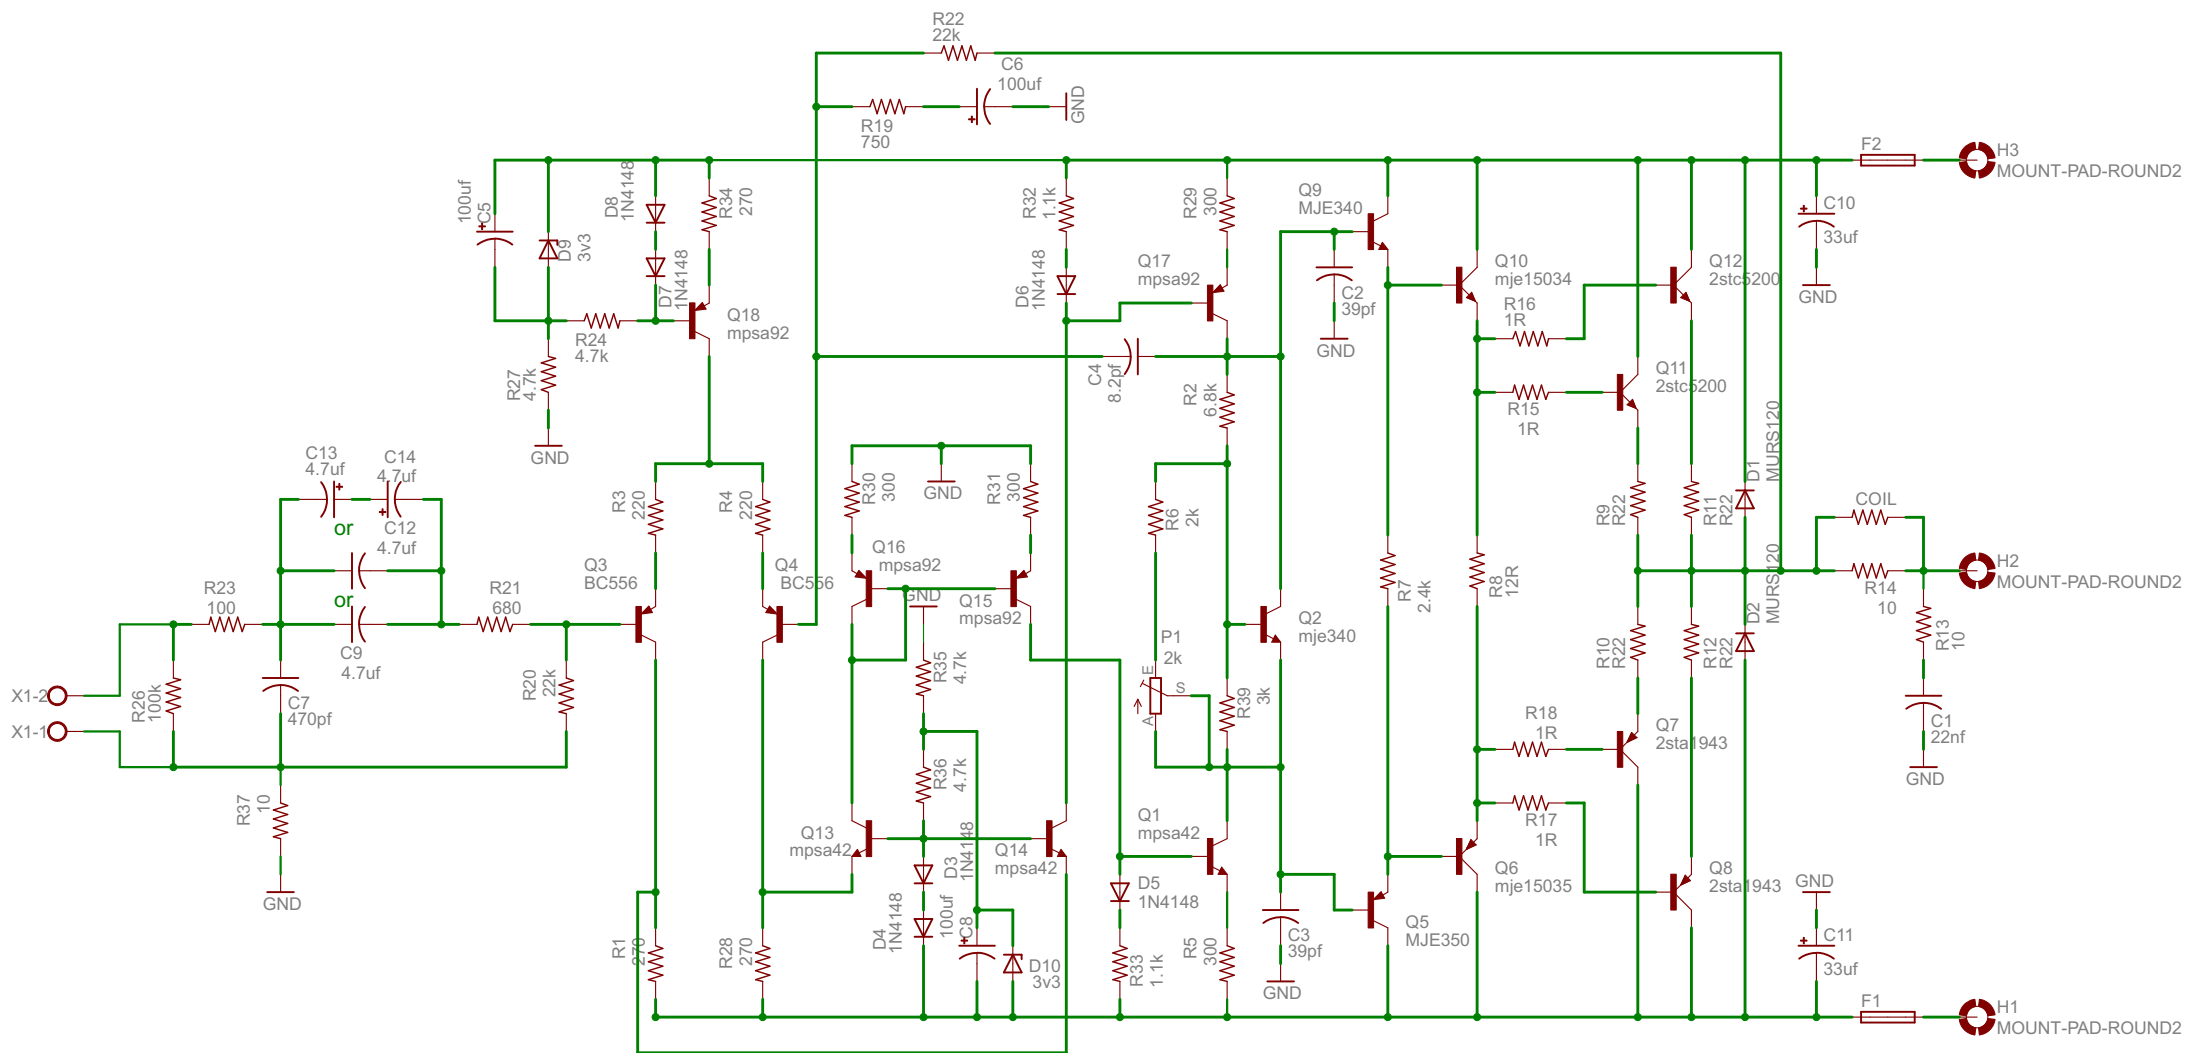 R22
22k
C6
100uf
GND
R19
750
F2
H3
MOUNT-PAD-ROUND2
100uf
C5
D9
3v3
D8
1N4148
D7
1N4148
R34
270
Q18
mpsa92
R24
4.7k
R27
4.7k
GND
R32
1.1k
D6
1N4148
R29
300
Q17
mpsa92
C4
8.2pf
R2
6.8k
Q9
MJE340
C2
39pf
GND
Q10
mje15034
R16
1R
R15
1R
Q12
2stc5200
Q11
2stc5200
C10
33uf
GND
C13
4.7uf
C14
4.7uf
or
C12
4.7uf
or
C9
4.7uf
R23
100
R21
680
X1-2
X1-1
R26
100k
C7
470pf
R20
22k
R37
10
GND
R3
220
R4
220
Q3
BC556
Q4
BC556
R30
300
GND
R31
300
Q16
mpsa92
GND
Q15
mpsa92
R35
4.7k
R36
4.7k
Q13
mpsa42
D3
1N4148
Q14
mpsa42
D4
1N4148
100uf
C8
D10
3v3
R1
270
R28
270
R6
2k
P1
2k
E
S
A
R39
3k
Q2
mje340
Q1
mpsa42
D5
1N4148
R33
1.1k
R5
300
C3
39pf
GND
R7
2.4k
R8
12R
Q5
MJE350
Q6
mje15035
R18
1R
R17
1R
R9
R22
R11
R22
D1
MURS120
R10
R22
R12
R22
D2
MURS120
Q7
2sta1943
Q8
2sta1943
COIL
R14
10
H2
MOUNT-PAD-ROUND2
R13
10
C1
22nf
GND
GND
C11
33uf
F1
H1
MOUNT-PAD-ROUND2